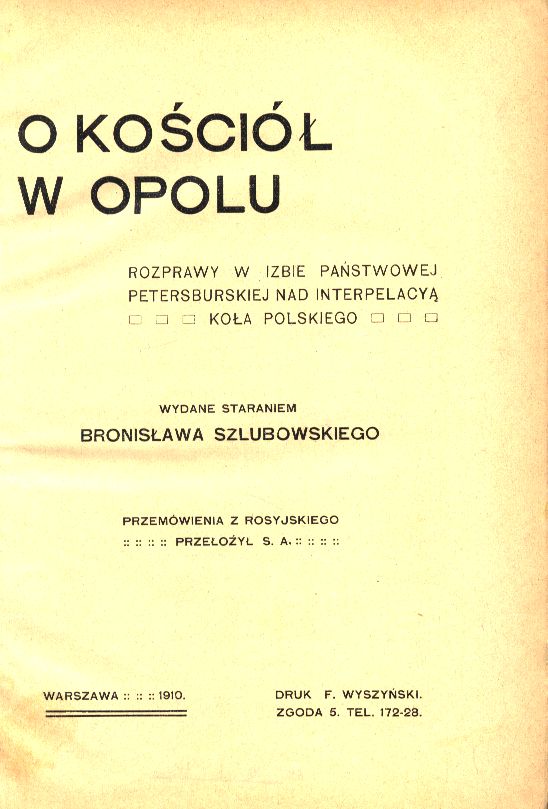 O KOŚCIÓŁ
W OPOLU
ROZPRAWY W IZBIE PAŃSTWOWEJ
PETERSBURSKIEJ NAD INTERPELACYĄ
□ □ □ KOŁA POLSKIEGO □ □ □
WYDANE STARANIEM
BRONISŁAWA SZLUBOWSKIEGO
PRZEMÓWIENIA Z ROSYJSKIEGO
:: :: :: :: PRZEŁOŻYŁ S. A. :: :: :: ::
WARSZAWA :: :: :: 1910.
DRUK F. WYSZYŃSKI.
ZGODA 5. TEL. 172-28.